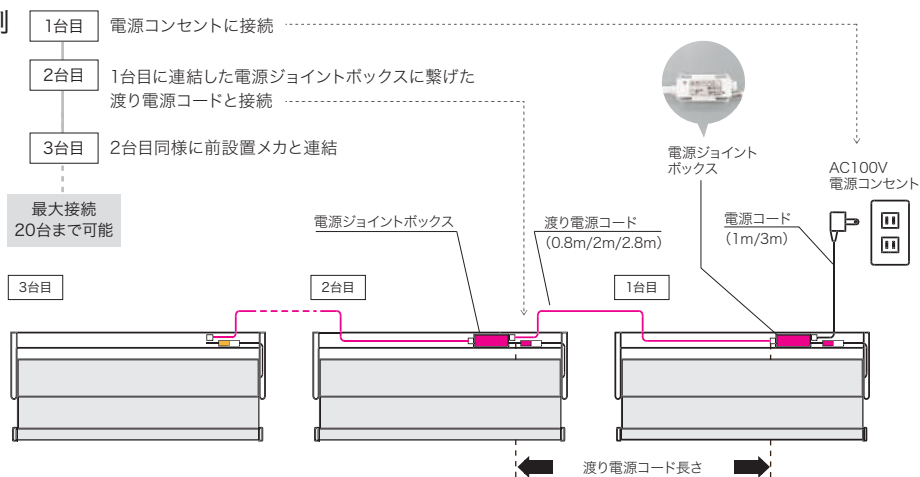 例
1台目
電源コンセントに接続
2台目
1台目に連結した電源ジョイントボックスに繋げた
渡り電源コードと接続
3台目
2台目同様に前設置メカと連結
最大接続
20台まで可能
電源ジョイント
ボックス
AC100V
電源コンセント
電源ジョイントボックス
渡り電源コード
(0.8m/2m/2.8m)
電源コード
(1m/3m)
3台目
2台目
1台目
渡り電源コード長さ